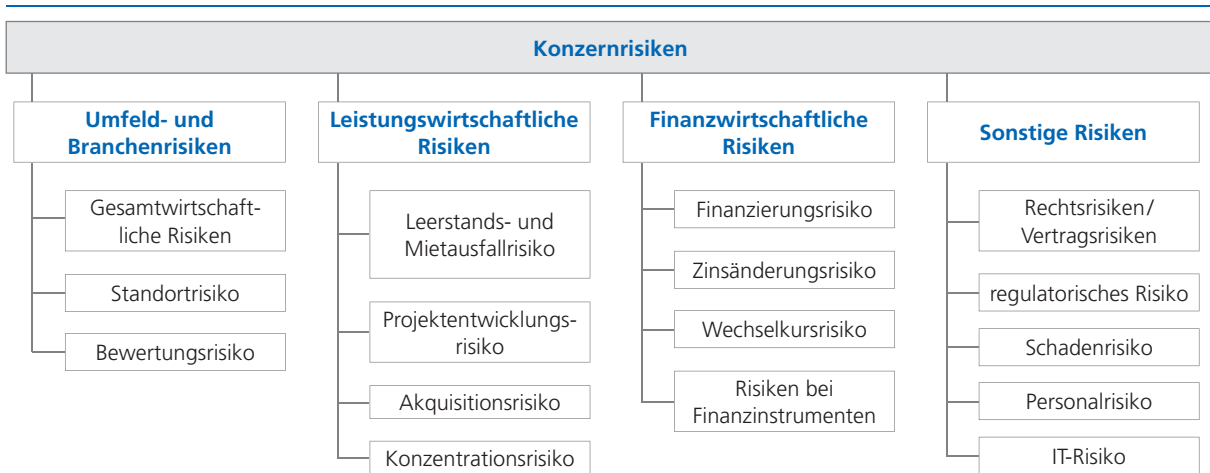 Konzernrisiken
Umfeld- und
Branchenrisiken
Gesamtwirtschaft-
liche Risiken
Standortrisiko
Bewertungsrisiko
Leistungswirtschaftliche
Risiken
Leerstands- und
Mietausfallrisiko
Projektentwicklungs-
risiko
Akquisitionsrisiko
Konzentrationsrisiko
Finanzwirtschaftliche
Risiken
Finanzierungsrisiko
Zinsänderungsrisiko
Wechselkursrisiko
Risiken bei
Finanzinstrumenten
Sonstige Risiken
Rechtsrisiken/
Vertragsrisiken
regulatorisches Risiko
Schadenrisiko
Personalrisiko
IT-Risiko